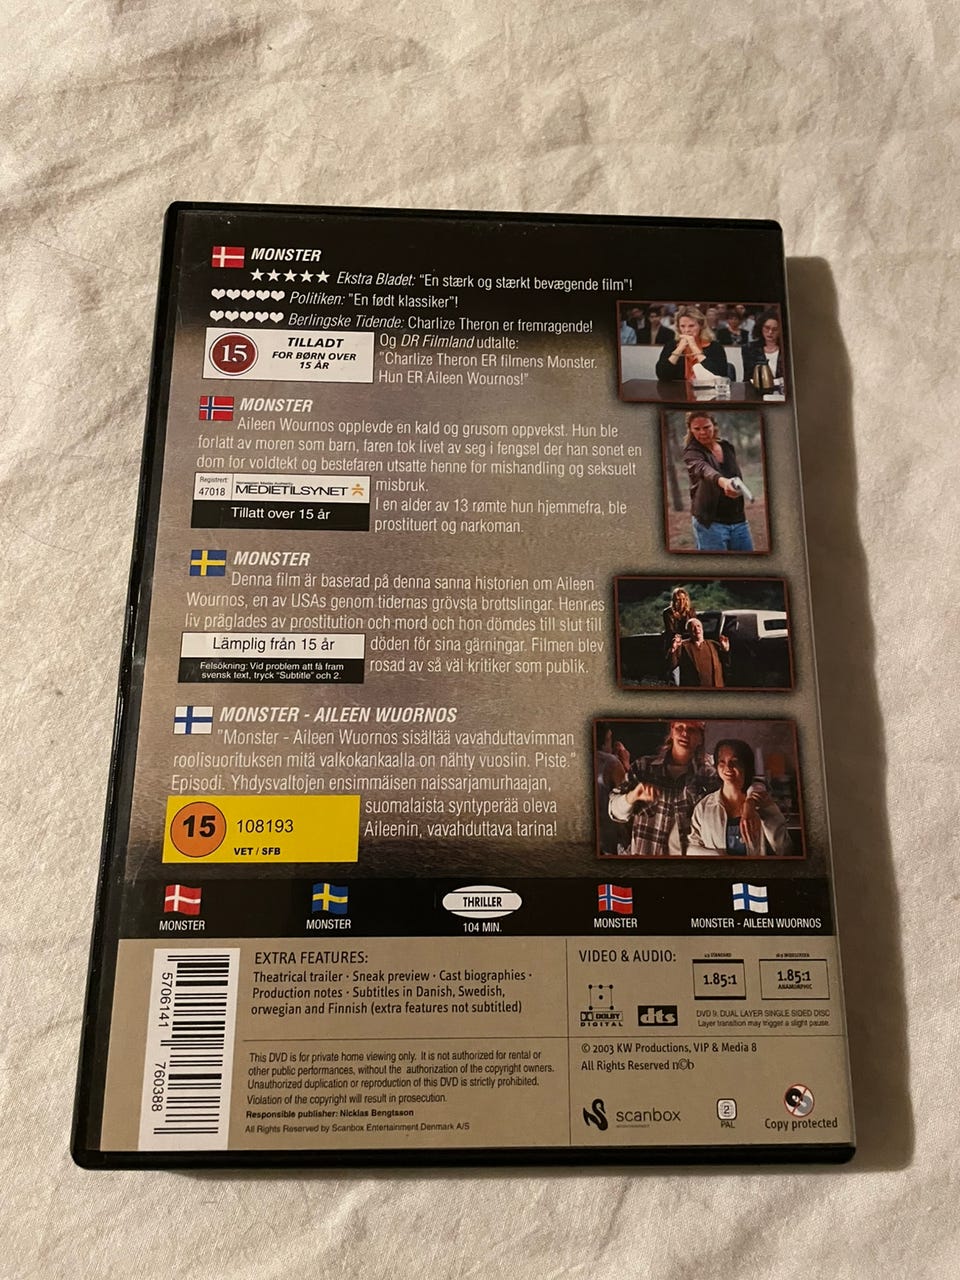 MONSTER
★★★★★ Ekstra Bladet: "En stærk og stærkt bevægende film"!
♥♥♥♥♥ Politiken: "En født klassiker"!
♥♥♥♥♥ Berlingske Tidende: Charlize Theron er fremragende!
15
TILLADT
FOR BØRN OVER
15 ÅR
Og DR Filmland udtalte:
"Charlize Theron ER filmens Monster.
Hun ER Aileen Wournos!"
MONSTER
Aileen Wournos opplevde en kald og grusom oppvekst. Hun ble
forlatt av moren som barn, faren tok livet av seg i fengsel der han sonet en
dom for voldtekt og bestefaren utsatte henne for mishandling og seksuelt
misbruk.
I en alder av 13 rømte hun hjemmefra, ble
prostituert og narkoman.
Registrert
47018
Norwegian Media Authority
MEDIETILSYNET
Tillatt over 15 år
MONSTER
Denna film är baserad på denna sanna historien om Aileen
Wournos, en av USAs genom tidernas grövsta brottslingar. Hennes
liv präglades av prostitution och mord och hon dömdes till slut till
döden för sina gärningar. Filmen blev
rosad av så väl kritiker som publik.
Lämplig från 15 år
Felsökning: Vid problem att få fram
svensk text, tryck "Subtitle" och 2.
MONSTER - AILEEN WUORNOS
"Monster - Aileen Wuornos sisältää vavahduttavimman
roolisuorituksen mitä valkokankaalla on nähty vuosiin. Piste."
Episodi. Yhdysvaltojen ensimmäisen naissarjamurhaajan,
suomalaista syntyperää oleva
Aileenin, vavahduttava tarina!
15
108193
VET / SFB
MONSTER
MONSTER
THRILLER
104 MIN.
MONSTER
MONSTER - AILEEN WUORNOS
5706141 760388
EXTRA FEATURES:
Theatrical trailer · Sneak preview · Cast biographies ·
Production notes · Subtitles in Danish, Swedish,
orwegian and Finnish (extra features not subtitled)
VIDEO & AUDIO:
DOLBY
DIGITAL
dts
4:3 STANDARD
1.85:1
16:9 WIDESCREEN
1.85:1
ANAMORPHIC
DVD 9. DUAL LAYER SINGLE SIDED DISC
Layer transition may trigger a slight pause.
This DVD is for private home viewing only. It is not authorized for rental or
other public performances, without the authorization of the copyright owners.
Unauthorized duplication or reproduction of this DVD is strictly prohibited.
Violation of the copyright will result in prosecution.
Responsible publisher: Nicklas Bengtsson
All Rights Reserved by Scanbox Entertainment Denmark A/S
© 2003 KW Productions, VIP & Media 8
All Rights Reserved n©b
scanbox
ENTERTAINMENT
2
PAL
Copy protected